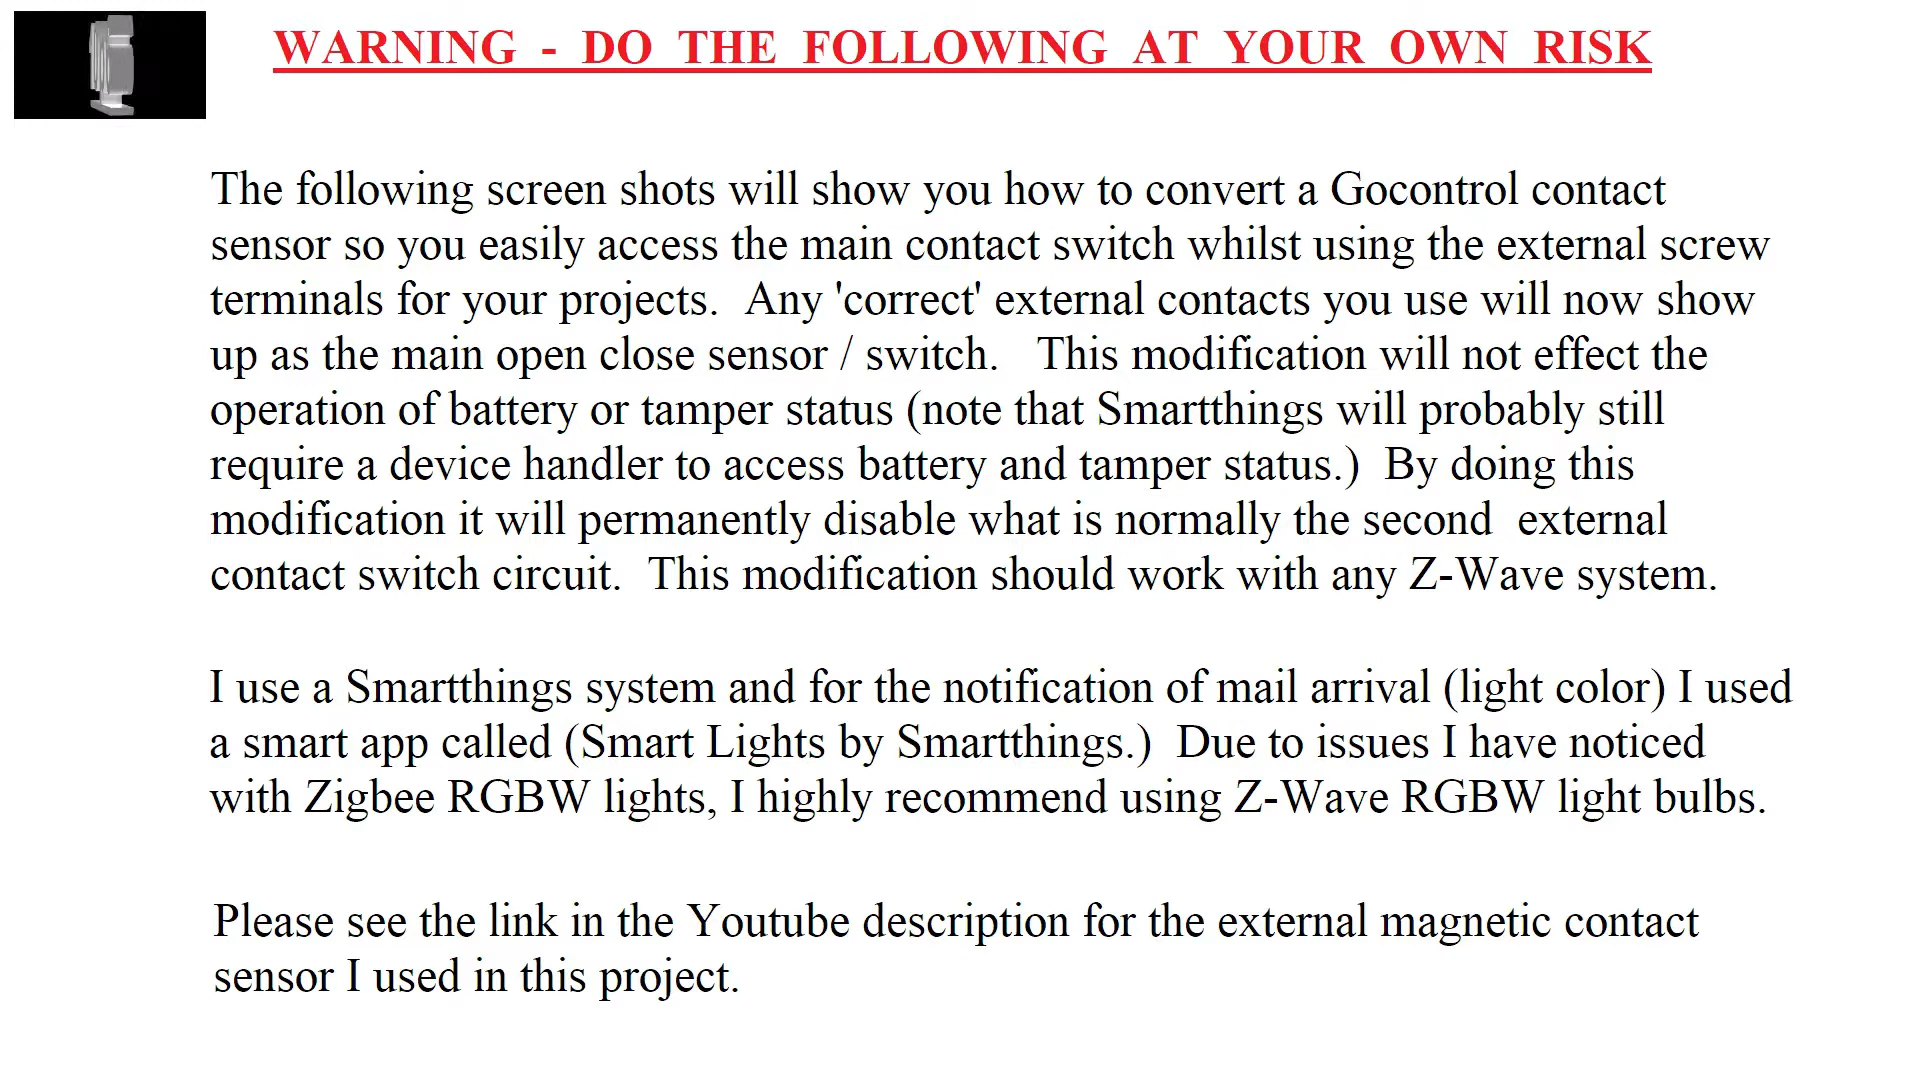 WARNING - DO THE FOLLOWING AT YOUR OWN RISK
The following screen shots will show you how to convert a Gocontrol contact
sensor so you easily access the main contact switch whilst using the external screw
terminals for your projects. Any 'correct' external contacts you use will now show
up as the main open close sensor / switch. This modification will not effect the
operation of battery or tamper status (note that Smartthings will probably still
require a device handler to access battery and tamper status.) By doing this
modification it will permanently disable what is normally the second external
contact switch circuit. This modification should work with any Z-Wave system.
I use a Smartthings system and for the notification of mail arrival (light color) I used
a smart app called (Smart Lights by Smartthings.) Due to issues I have noticed
with Zigbee RGBW lights, I highly recommend using Z-Wave RGBW light bulbs.
Please see the link in the Youtube description for the external magnetic contact
sensor I used in this project.